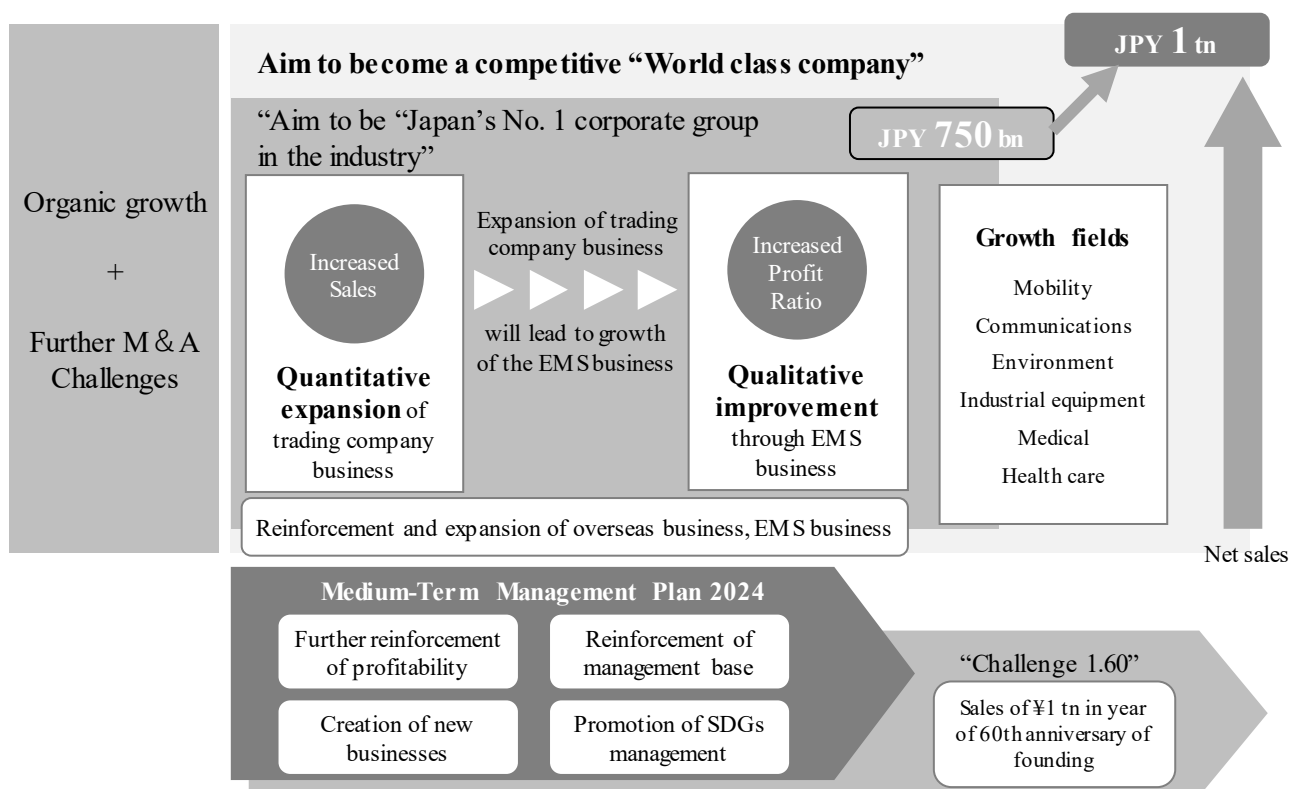 JPY 1 tn
Aim to become a competitive “World class company”
“Aim to be “Japan’s No. 1 corporate group
in the industry”
JPY 750 bn
Organic growth
+
Further M＆A
Challenges
Increased
Sales
Quantitative
expansion of
trading company
business
Expansion of trading
company business
will lead to growth
of the EMS business
Increased
Profit
Ratio
Qualitative
improvement
through EMS
business
Growth fields
Mobility
Communications
Environment
Industrial equipment
Medical
Health care
Reinforcement and expansion of overseas business, EMS business
Net sales
Medium-Term Management Plan 2024
Further reinforcement
of profitability
Reinforcement of
management base
Creation of new
businesses
Promotion of SDGs
management
“Challenge 1.60”
Sales of ¥1 tn in year
of 60th anniversary of
founding